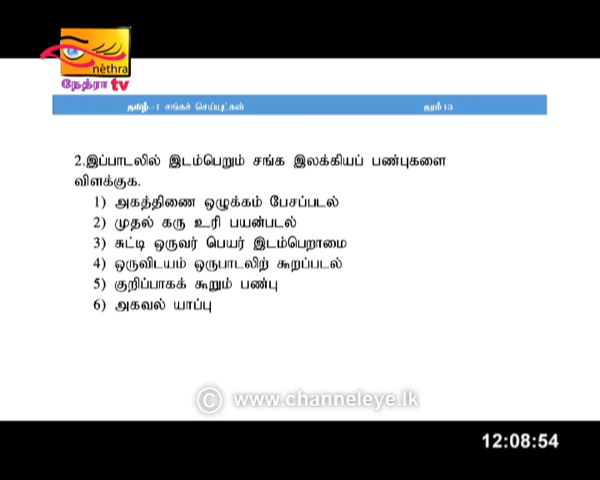 nethra
நேத்ரா tv
தமிழ்-1 சங்கச் செய்யுட்கள் தரம்13
2.இப்பாடலில் இடம்பெறும் சங்க இலக்கியப் பண்புகளை
விளக்குக.
1) அகத்திணை ஒழுக்கம் பேசப்படல்
2) முதல் கரு உரி பயன்படல்
3) சுட்டி ஒருவர் பெயர் இடம்பெறாமை
4) ஒருவிடயம் ஒருபாடலிற் கூறப்படல்
5) குறிப்பாகக் கூறும் பண்பு
6) அகவல் யாப்பு
© www.channeleye.lk
12:08:54